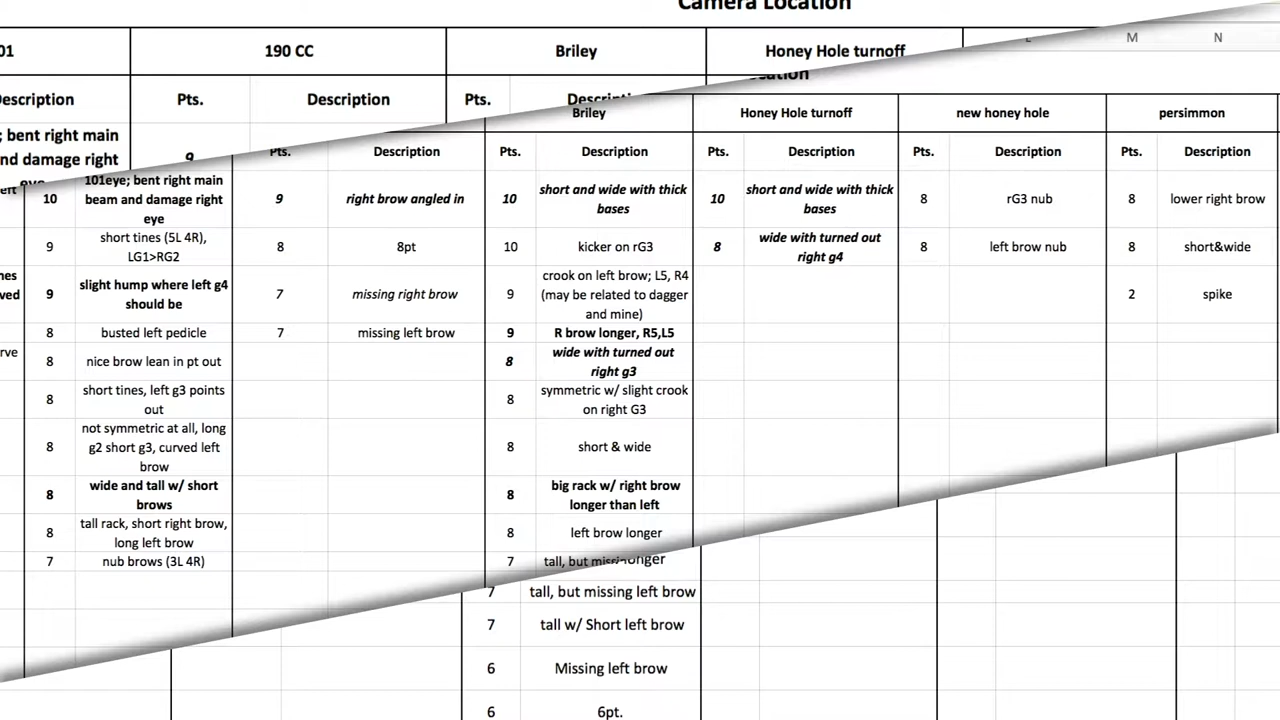 Camera Location
01
190 CC
Briley
Honey Hole turnoff
M
N
escription
Pts.
Description
Pts.
Description
; bent right main
nd damage right
9
Briley
Honey Hole turnoff
new honey hole
persimmon
Pts.
Description
Pts.
Description
Pts.
Description
Pts.
Description
Pts.
Description
10
101eye; bent right main
beam and damage right
eye
9
right brow angled in
10
short and wide with thick
bases
10
short and wide with thick
bases
8
rG3 nub
8
lower right brow
9
short tines (5L 4R),
LG1>RG2
8
8pt
10
kicker on rG3
8
wide with turned out
right g4
8
left brow nub
8
short&wide
9
slight hump where left g4
should be
7
missing right brow
9
crook on left brow; L5, R4
(may be related to dagger
and mine)
2
spike
8
busted left pedicle
7
missing left brow
9
R brow longer, R5,L5
8
nice brow lean in pt out
8
wide with turned out
right g3
8
short tines, left g3 points
out
8
symmetric w/ slight crook
on right G3
8
not symmetric at all, long
g2 short g3, curved left
brow
8
short & wide
8
wide and tall w/ short
brows
8
big rack w/ right brow
longer than left
8
tall rack, short right brow,
long left brow
8
left brow longer
7
nub brows (3L 4R)
7
tall, but
7
tall, but missing left brow
7
tall w/ Short left brow
6
Missing left brow
6
6pt.